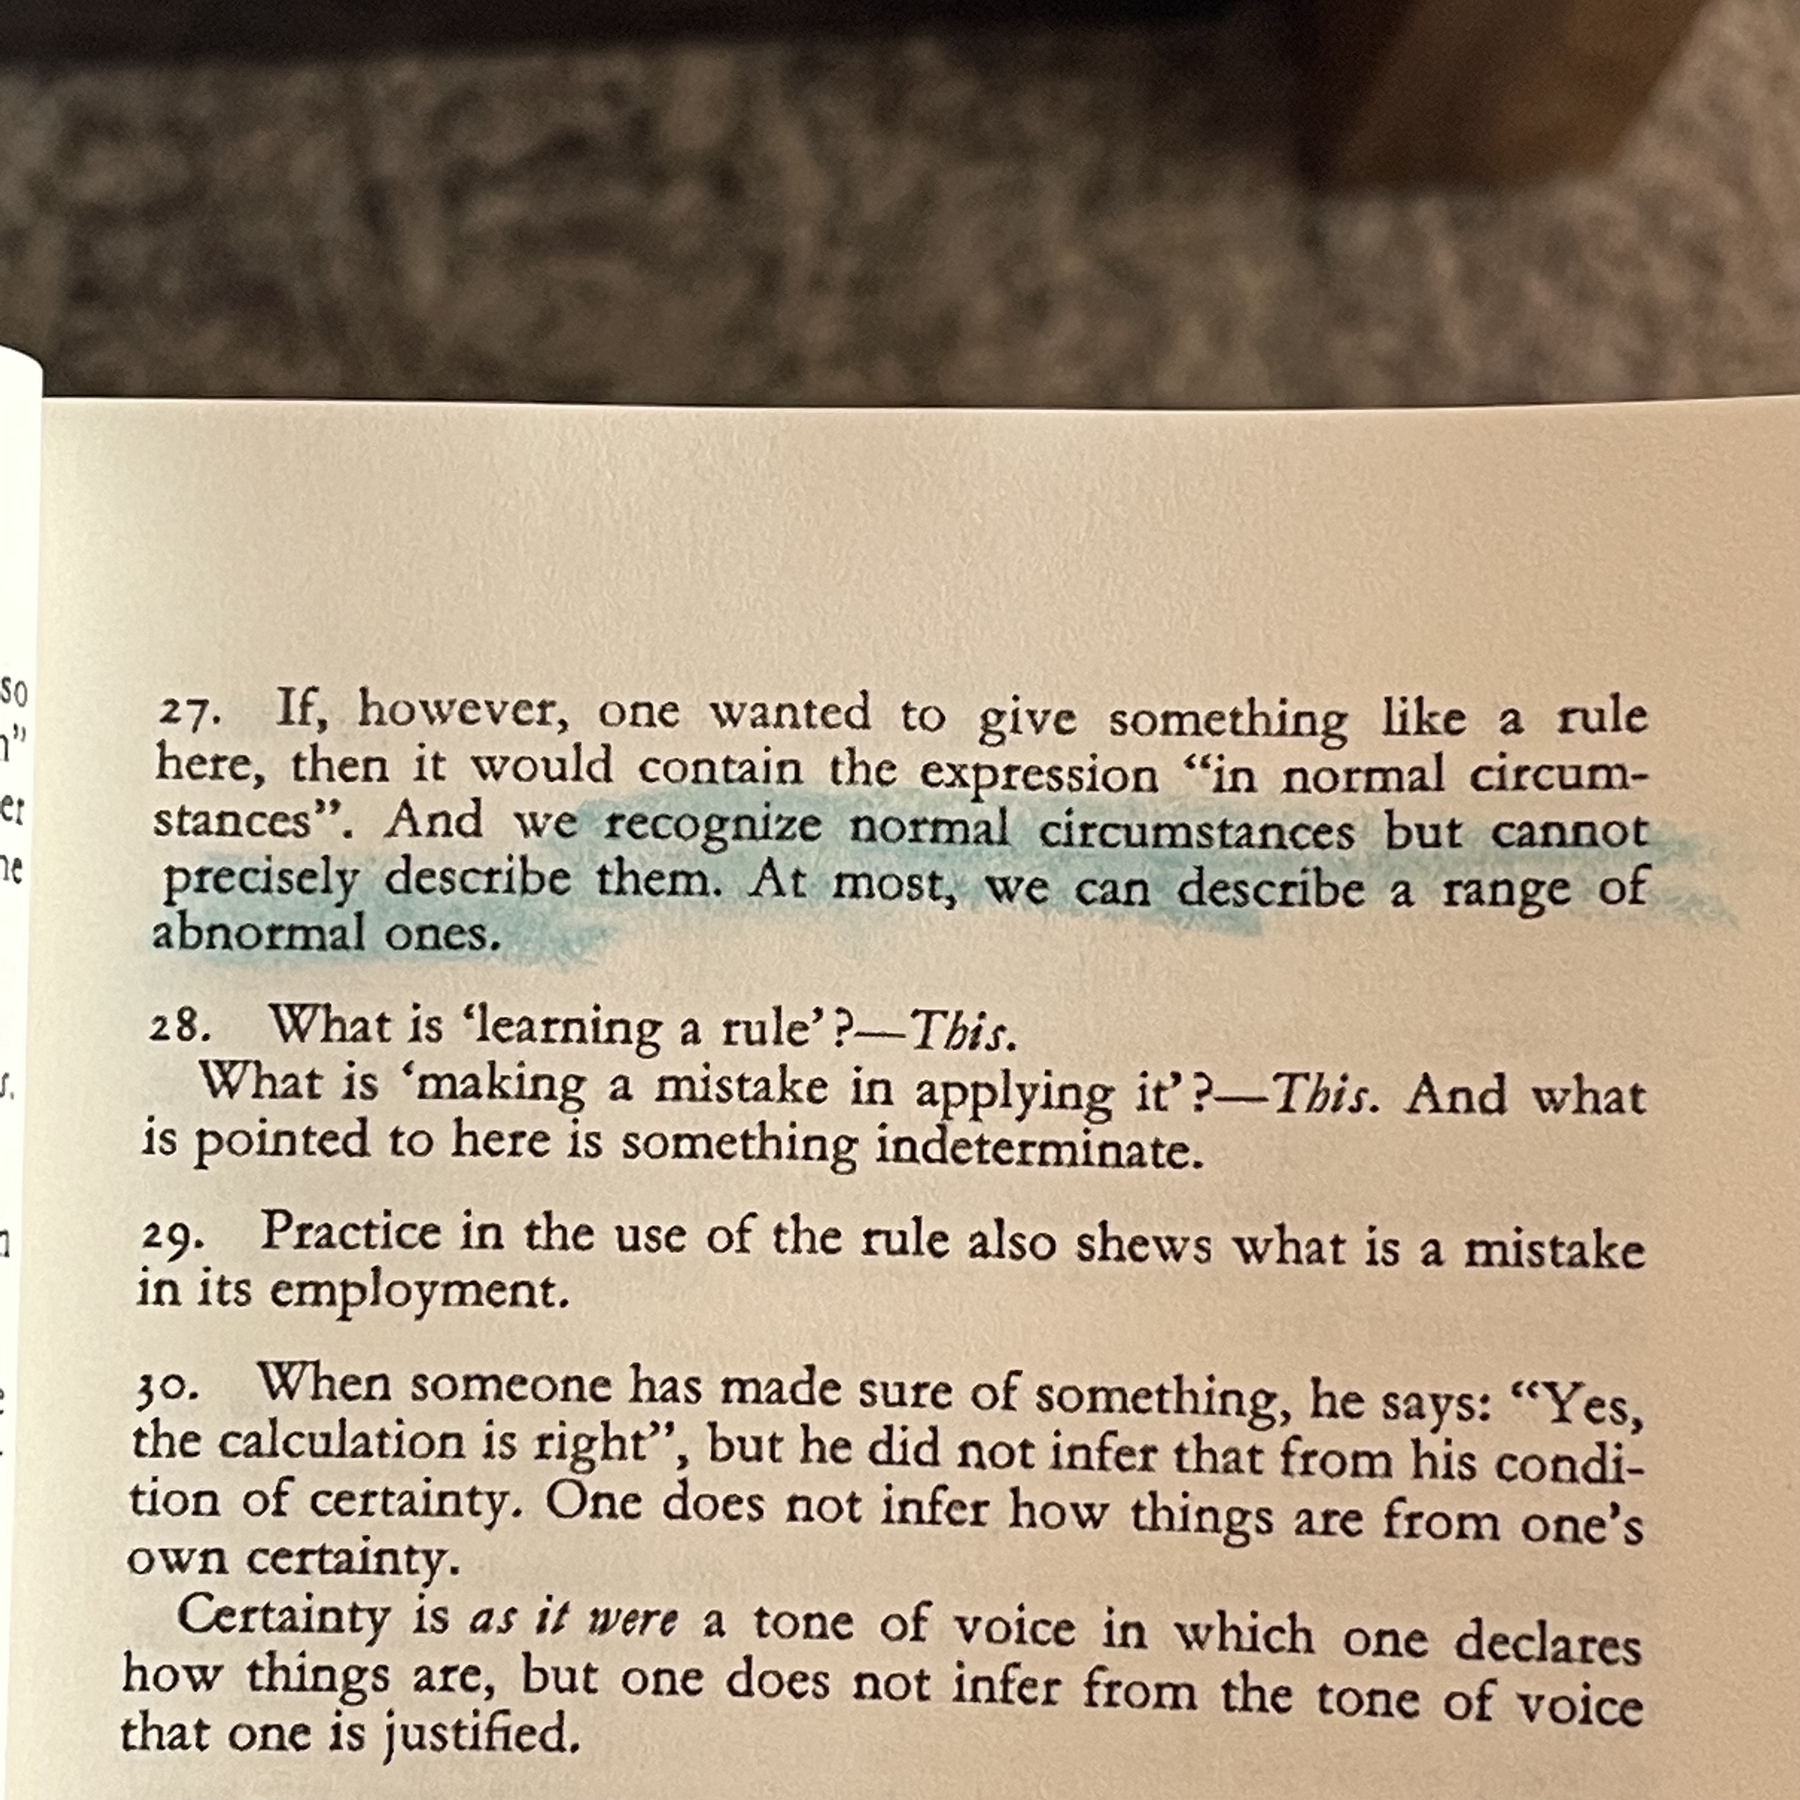 27. If, however, one wanted to give something like a rule
here, then it would contain the expression “in normal circum-
stances”. And we recognize normal circumstances but cannot
precisely describe them. At most, we can describe a range of
abnormal ones.
28. What is ‘learning a rule’?—This.
What is ‘making a mistake in applying it’?—This. And what
is pointed to here is something indeterminate.
29. Practice in the use of the rule also shews what is a mistake
in its employment.
30. When someone has made sure of something, he says: “Yes,
the calculation is right”, but he did not infer that from his condi-
tion of certainty. One does not infer how things are from one’s
own certainty.
Certainty is as it were a tone of voice in which one declares
how things are, but one does not infer from the tone of voice
that one is justified.